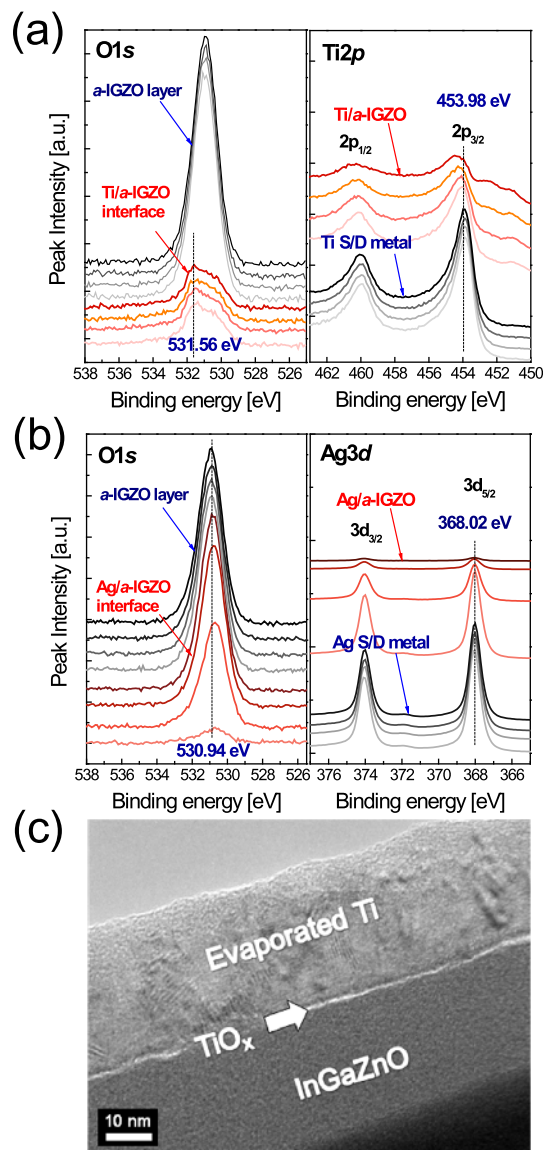 (a)
O1s
a-IGZO layer
Ti/a-IGZO
interface
531.56 eV
Peak Intensity [a.u.]
538 536 534 532 530 528 526
Binding energy [eV]
Ti2p
453.98 eV
Ti/a-IGZO
2p1/2
2p3/2
Ti S/D metal
462 460 458 456 454 452 450
Binding energy [eV]
(b)
O1s
a-IGZO layer
Ag/a-IGZO
interface
530.94 eV
Peak Intensity [a.u.]
538 536 534 532 530 528 526
Binding energy [eV]
Ag3d
3d5/2
Ag/a-IGZO
368.02 eV
3d3/2
Ag S/D metal
376 374 372 370 368 366
Binding energy [eV]
(c)
Evaporated Ti
TiOx
InGaZnO
10 nm